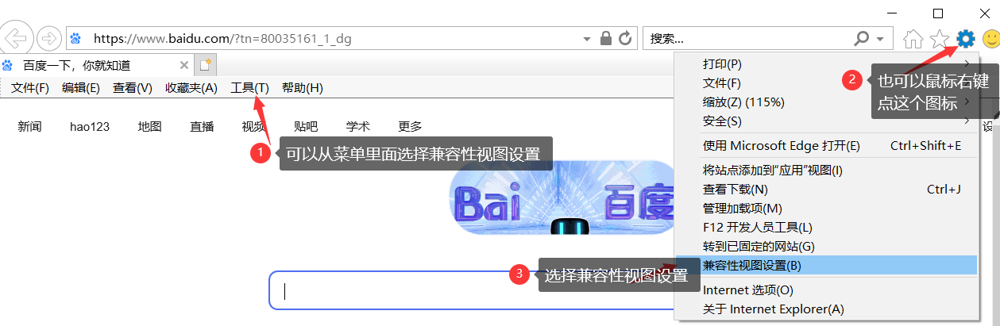 https://www.baidu.com/?tn=80035161_1_dg
搜索...
百度一下，你就知道
文件(F) 编辑(E) 查看(V) 收藏夹(A) 工具(T) 帮助(H)
新闻 hao123 地图 直播 视频 贴吧 学术 更多
设
1 可以从菜单里面选择兼容性视图设置
Bai 百度
打印(P)
文件(F)
缩放(Z) (115%)
安全(S)
2 也可以鼠标右键
点这个图标
使用 Microsoft Edge 打开(E) Ctrl+Shift+E
将站点添加到“应用”视图(I)
查看下载(N) Ctrl+J
管理加载项(M)
F12 开发人员工具(L)
转到已固定的网站(G)
兼容性视图设置(B)
3 选择兼容性视图设置
Internet 选项(O)
关于 Internet Explorer(A)